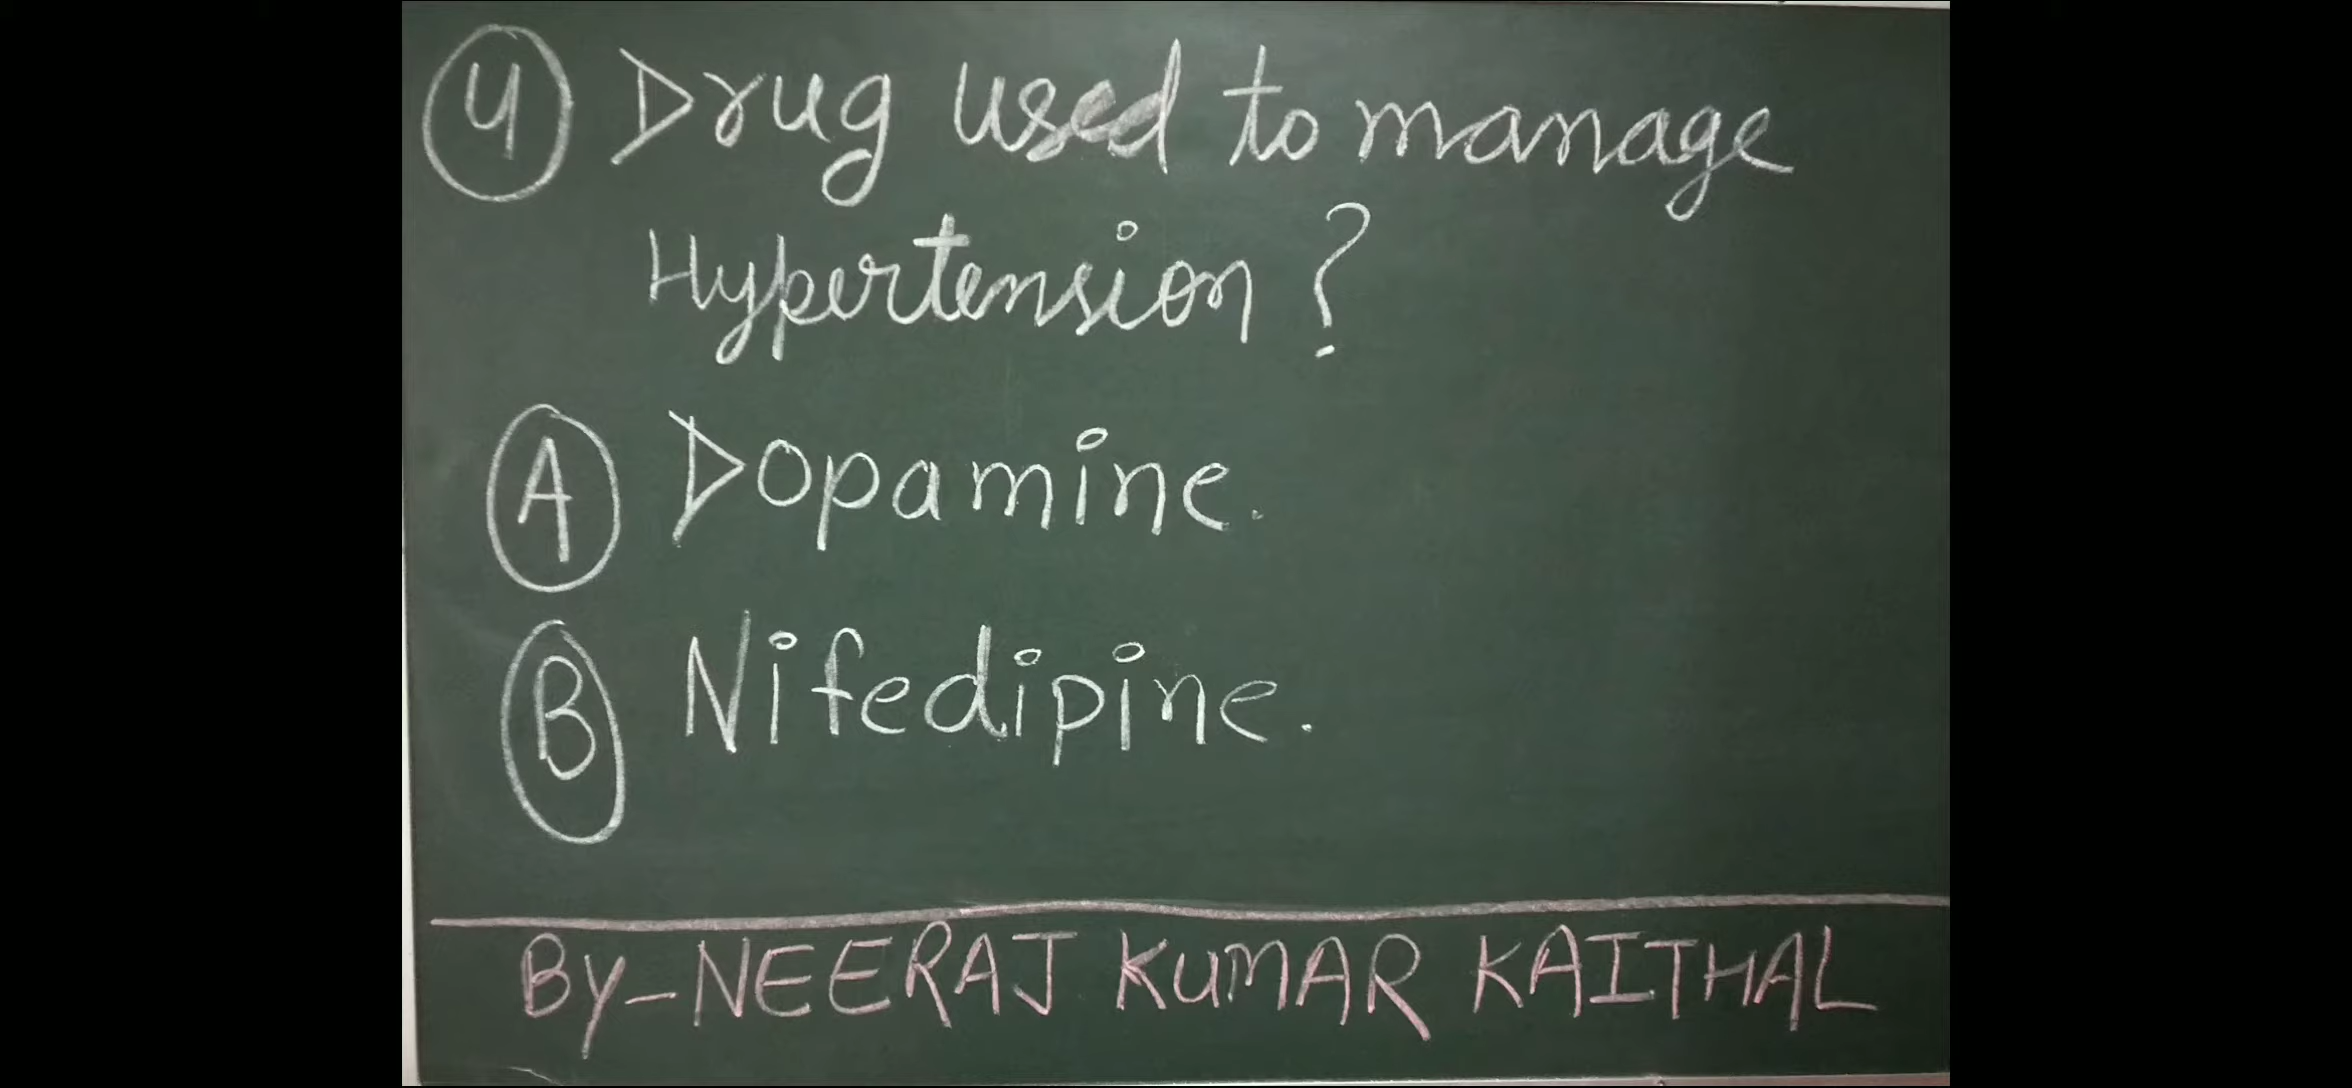 4 Drug used to manage
Hypertension?
A Dopamine.
B Nifedipine.
By-NEERAJ KUMAR KAITHAL